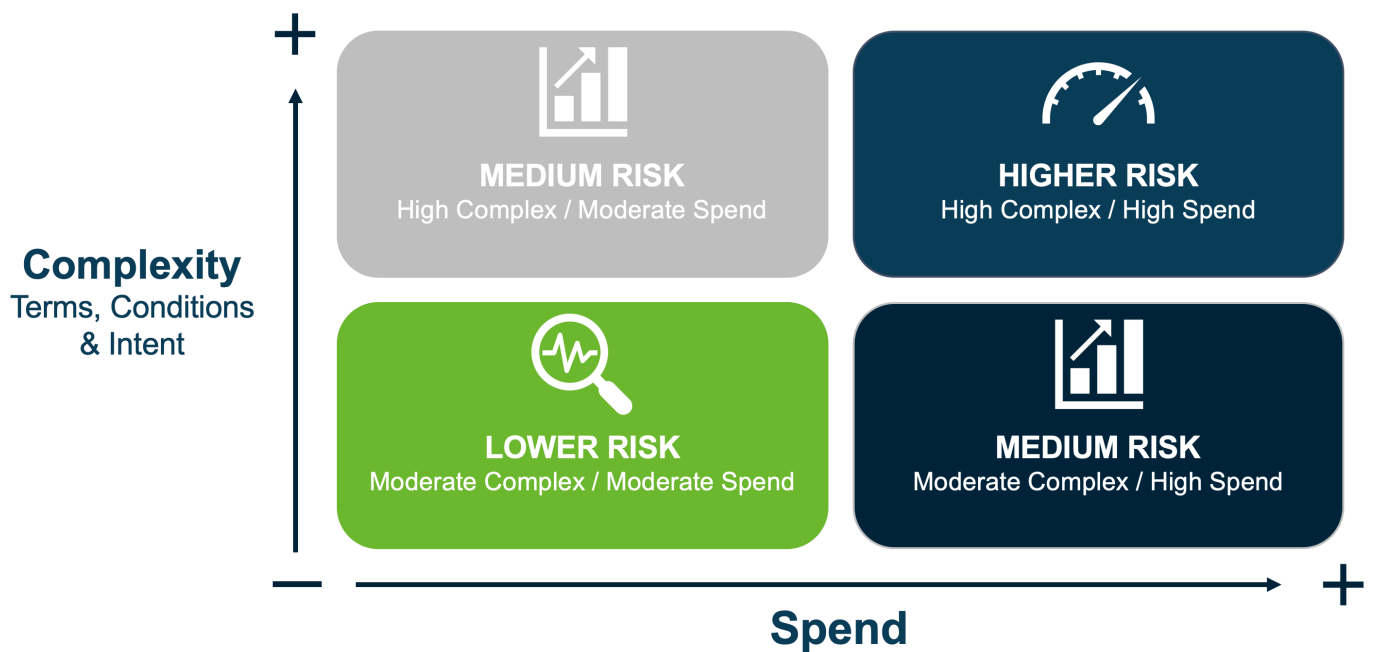 MEDIUM RISK
High Complex / Moderate Spend
HIGHER RISK
High Complex / High Spend
Complexity
Terms, Conditions
& Intent
LOWER RISK
Moderate Complex / Moderate Spend
MEDIUM RISK
Moderate Complex / High Spend
Spend